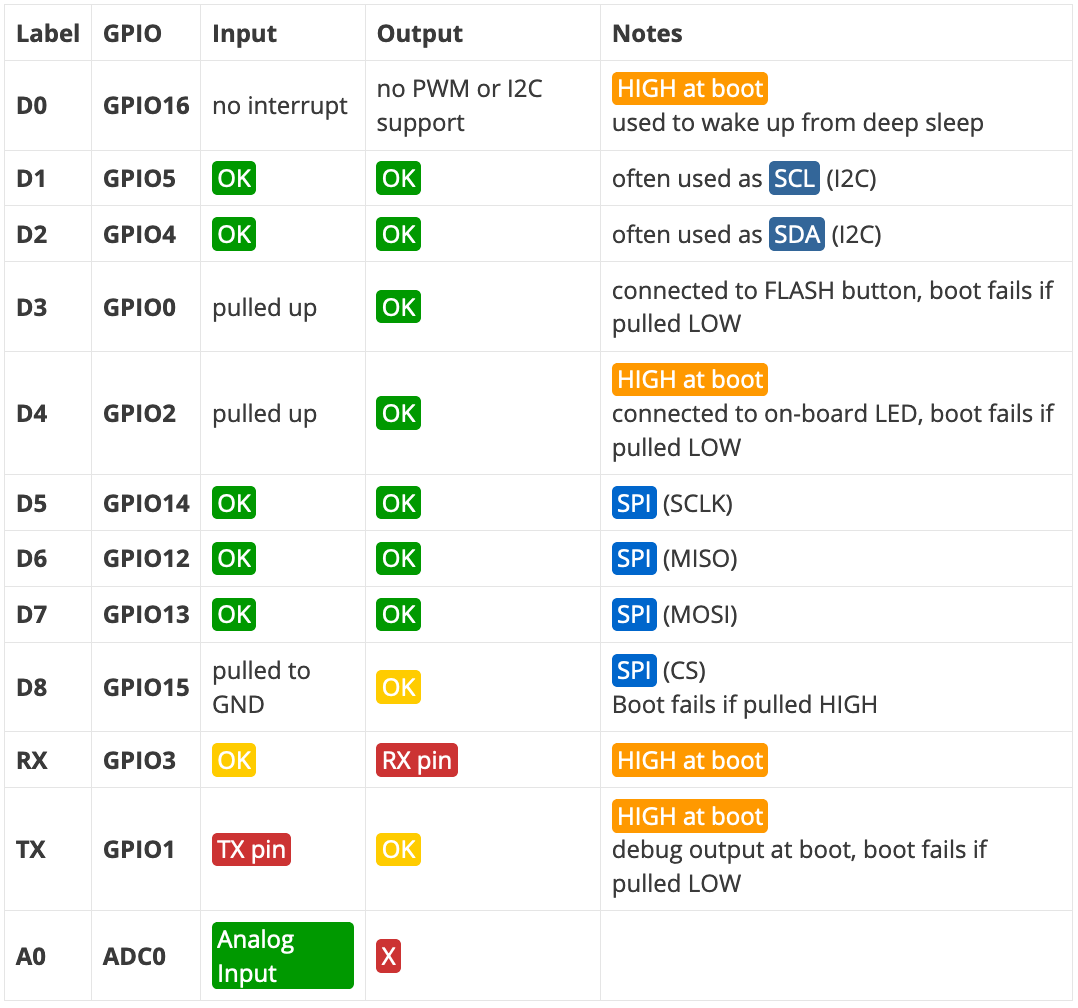 Label GPIO Input Output Notes
D0 GPIO16 no interrupt no PWM or I2C support HIGH at boot
used to wake up from deep sleep
D1 GPIO5 OK OK often used as SCL (I2C)
D2 GPIO4 OK OK often used as SDA (I2C)
D3 GPIO0 pulled up OK connected to FLASH button, boot fails if
pulled LOW
D4 GPIO2 pulled up OK HIGH at boot
connected to on-board LED, boot fails if
pulled LOW
D5 GPIO14 OK OK SPI (SCLK)
D6 GPIO12 OK OK SPI (MISO)
D7 GPIO13 OK OK SPI (MOSI)
D8 GPIO15 pulled to GND OK SPI (CS)
Boot fails if pulled HIGH
RX GPIO3 OK RX pin HIGH at boot
TX GPIO1 TX pin OK HIGH at boot
debug output at boot, boot fails if
pulled LOW
A0 ADC0 Analog Input X